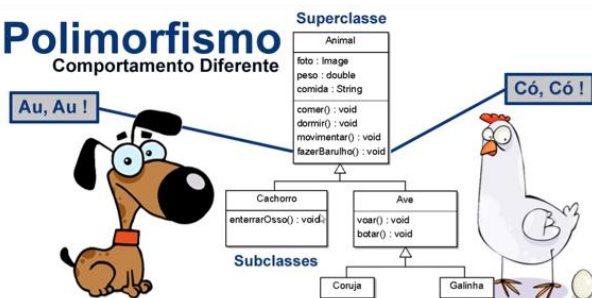 Polimorfismo
Comportamento Diferente
Superclasse
Animal
foto : Image
peso : double
comida : String
comer() : void
dormir() : void
movimentar() : void
fazerBarulho() : void
Au, Au !
Có, Có !
Cachorro
enterrarOsso() : void
Ave
voar() : void
botar() : void
Subclasses
Coruja
Galinha